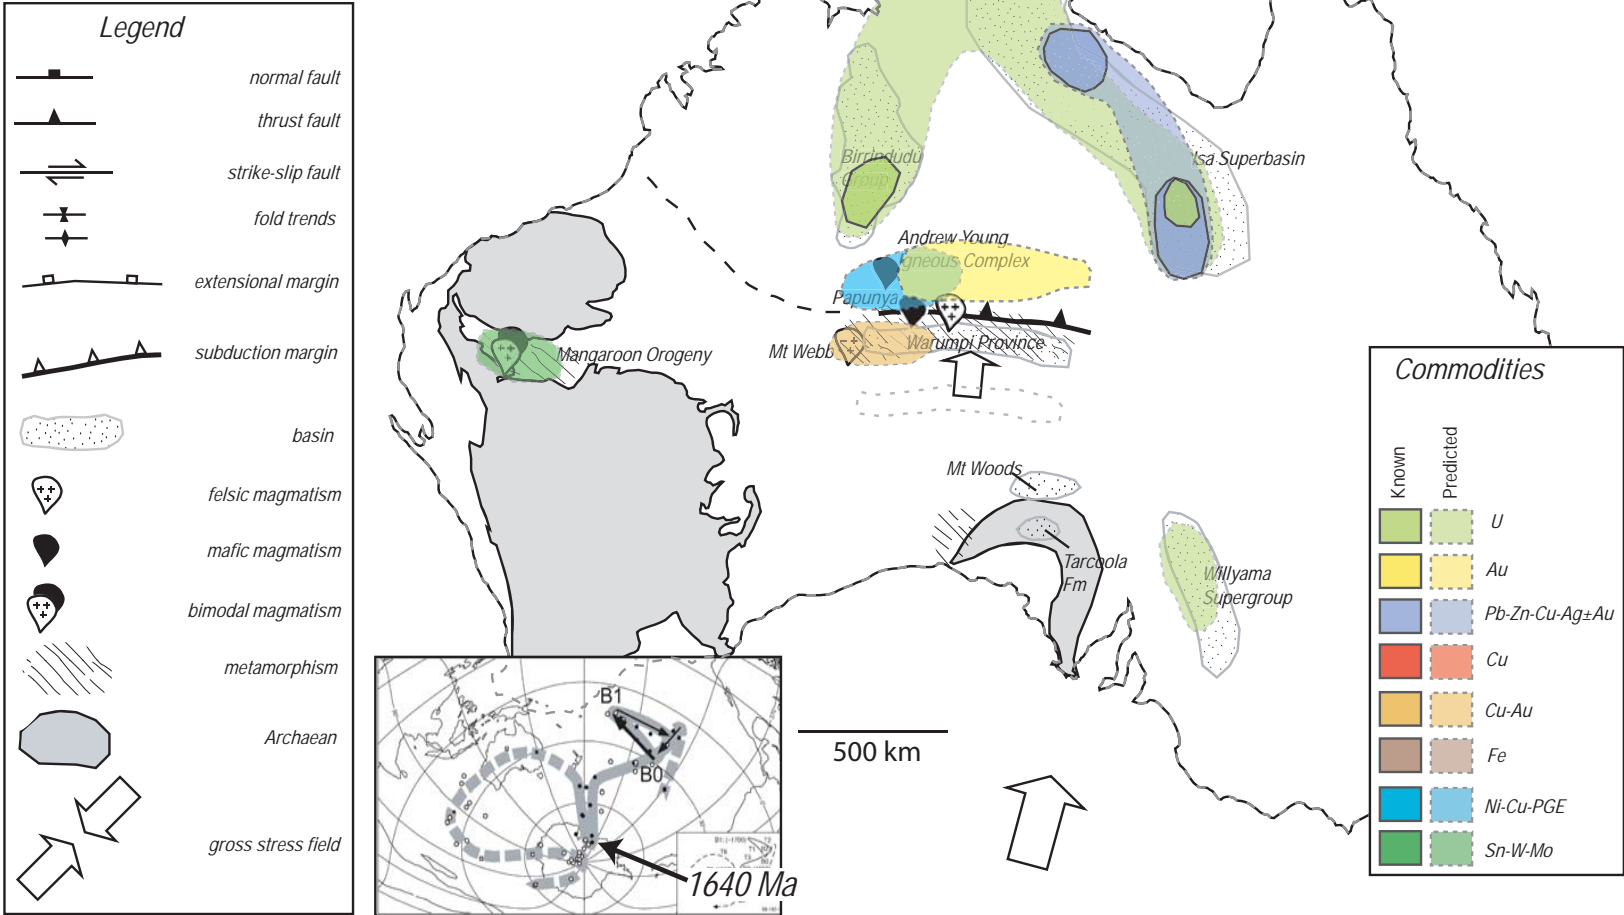 Legend
normal fault
thrust fault
strike-slip fault
fold trends
extensional margin
subduction margin
basin
felsic magmatism
mafic magmatism
bimodal magmatism
metamorphism
Archaean
gross stress field
Birrindudu
Group
Isa Superbasin
Andrew Young
Igneous Complex
Papunya
Mt Webb
Warumpi Province
Mangaroon Orogeny
Mt Woods
Tarcoola
Fm
Willyama
Supergroup
500 km
B1
B0
1640 Ma
Commodities
Known
Predicted
U
Au
Pb-Zn-Cu-Ag±Au
Cu
Cu-Au
Fe
Ni-Cu-PGE
Sn-W-Mo